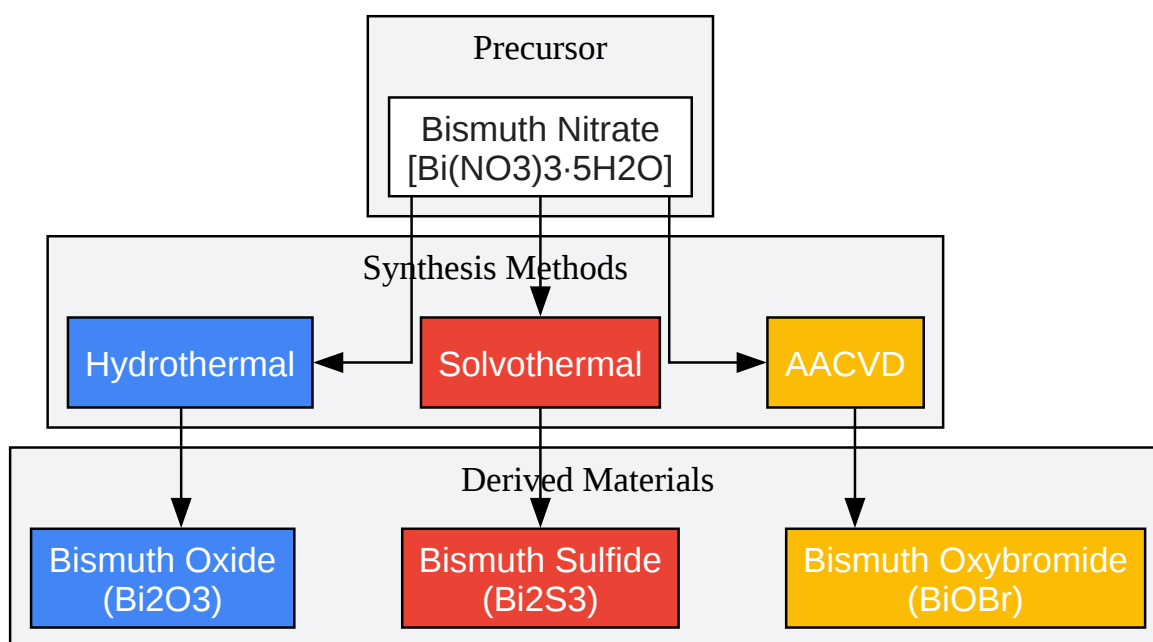 Precursor
Bismuth Nitrate
[Bi(NO3)3·5H2O]
Synthesis Methods
Hydrothermal
Solvothermal
AACVD
Derived Materials
Bismuth Oxide
(Bi2O3)
Bismuth Sulfide
(Bi2S3)
Bismuth Oxybromide
(BiOBr)